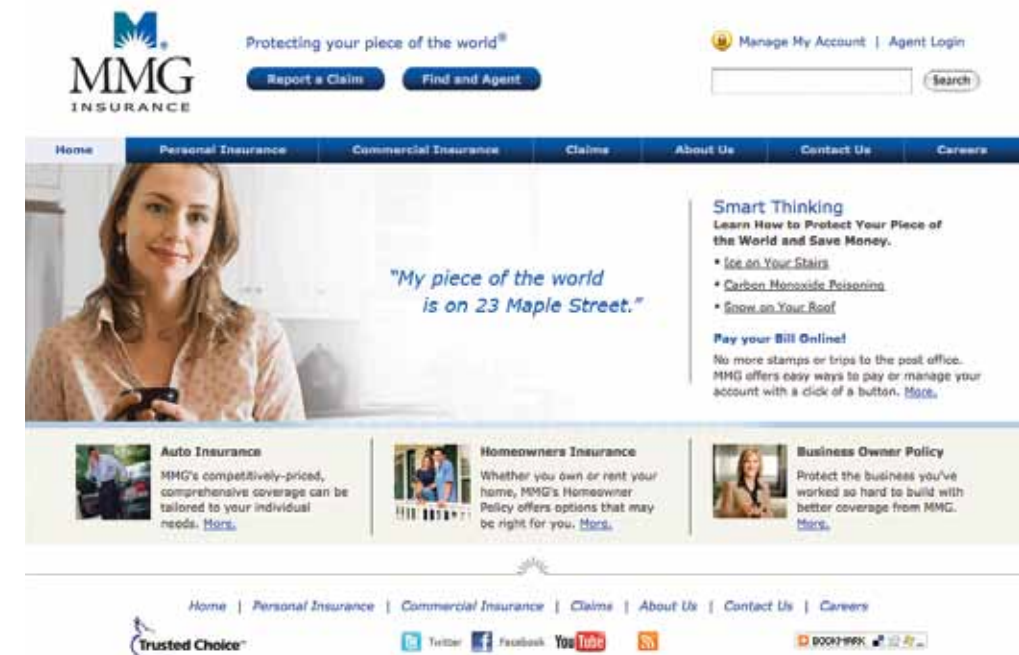 MMG
INSURANCE
Protecting your piece of the world®
Report a Claim
Find and Agent
Manage My Account | Agent Login
Search
Home
Personal Insurance
Commercial Insurance
Claims
About Us
Contact Us
Careers
"My piece of the world
is on 23 Maple Street."
Smart Thinking
Learn How to Protect Your Piece of
the World and Save Money.
• Ice on Your Stairs
• Carbon Monoxide Poisoning
• Snow on Your Roof
Pay your Bill Online!
No more stamps or trips to the post office.
MMG offers easy ways to pay or manage your
account with a click of a button. More.
Auto Insurance
MMG's competitively-priced,
comprehensive coverage can be
tailored to your individual
needs. More.
Homeowners Insurance
Whether you own or rent your
home, MMG's Homeowner
Policy offers options that may
be right for you. More.
Business Owner Policy
Protect the business you've
worked so hard to build with
better coverage from MMG.
More.
Home | Personal Insurance | Commercial Insurance | Claims | About Us | Contact Us | Careers
Trusted Choice™
Twitter
Facebook
YouTube
BOOKMARK